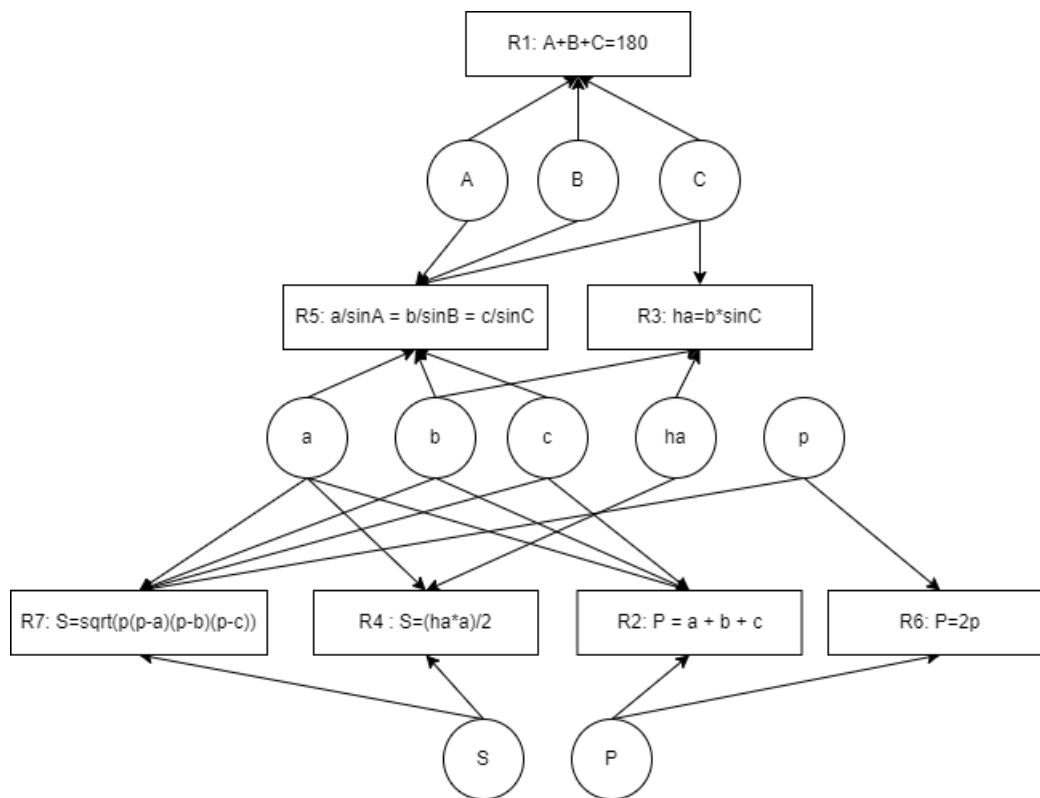 R1: A+B+C=180
A
B
C
R5: a/sinA = b/sinB = c/sinC
R3: ha=b*sinC
a
b
c
ha
p
R7: S=sqrt(p(p-a)(p-b)(p-c))
R4 : S=(ha*a)/2
R2: P = a + b + c
R6: P=2p
S
P